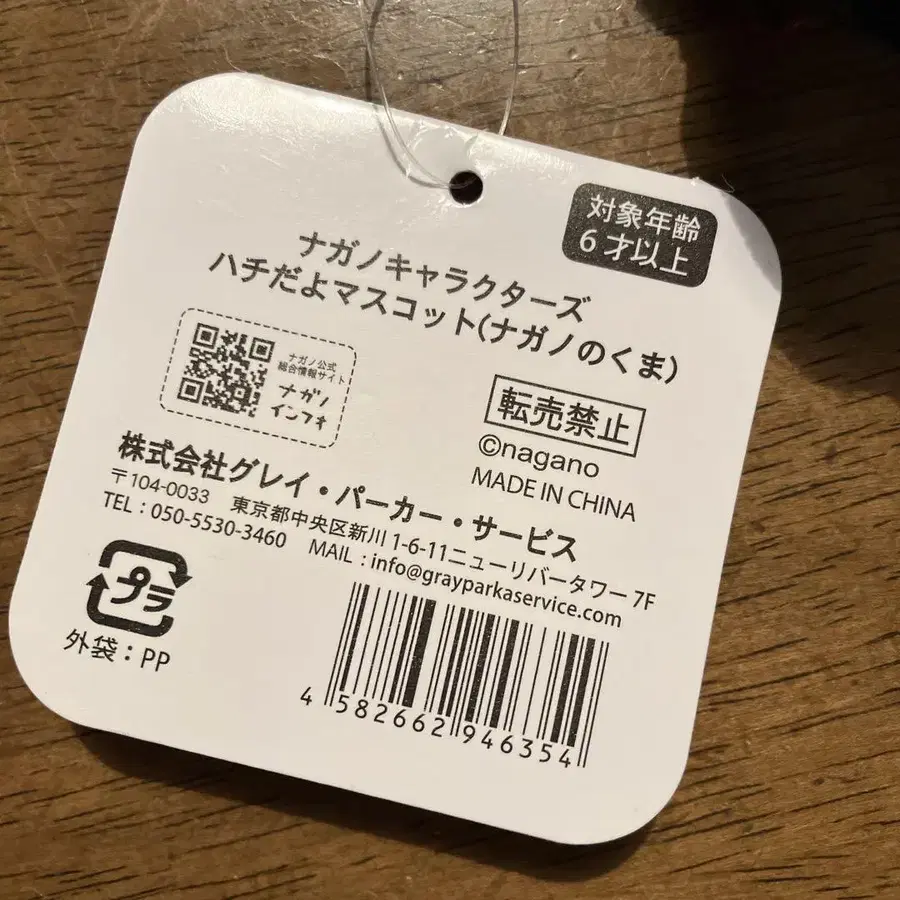 対象年齢
6才以上
ナガノキャラクターズ
ハチだよマスコット(ナガノのくま)
ナガノ公式
総合情報サイト
ナガノ
インフォ
転売禁止
©nagano
MADE IN CHINA
株式会社グレイ・パーカー・サービス
〒104-0033 東京都中央区新川1-6-11ニューリバータワー7F
TEL：050-5530-3460 MAIL：info@grayparkaservice.com
プラ
外袋：PP
4 582662 946354